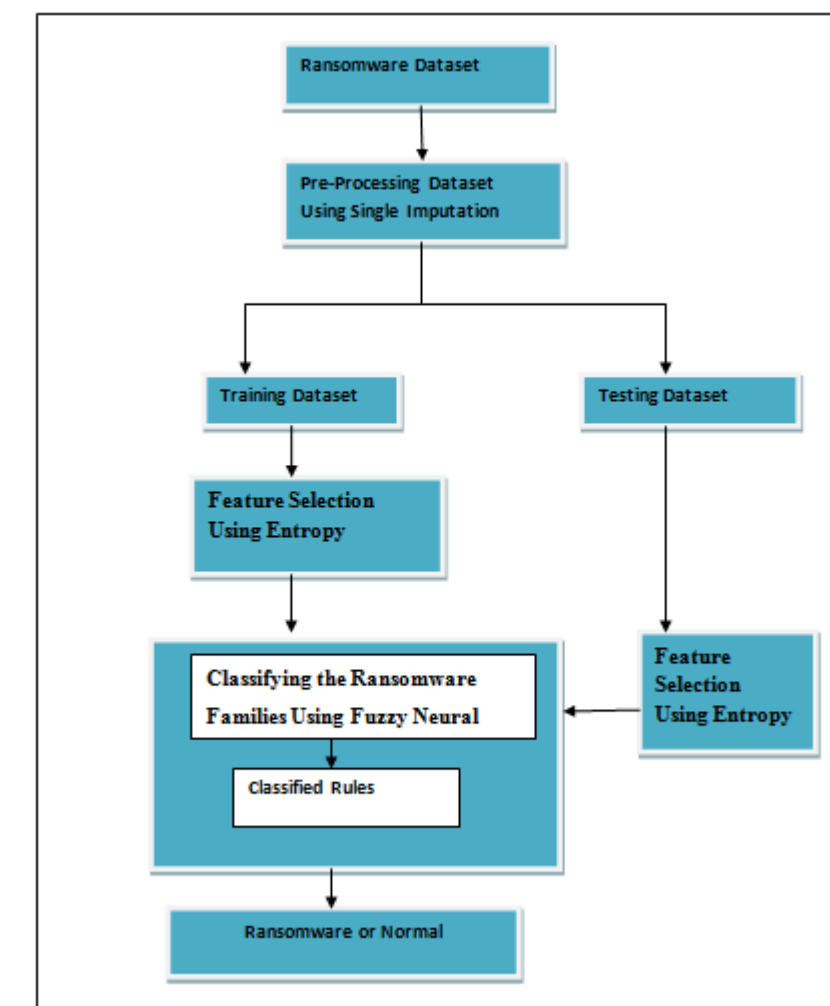 Ransomware Dataset
Pre-Processing Dataset
Using Single Imputation
Training Dataset
Testing Dataset
Feature Selection
Using Entropy
Feature
Selection
Using Entropy
Classifying the Ransomware
Families Using Fuzzy Neural
Classified Rules
Ransomware or Normal